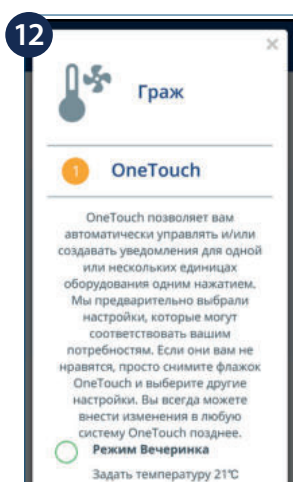 12
×
Граж
1 OneTouch
OneTouch позволяет вам
автоматически управлять и/или
создавать уведомления для одной
или нескольких единицах
оборудования одним нажатием.
Мы предварительно выбрали
настройки, которые могут
соответствовать вашим
потребностям. Если они вам не
нравятся, просто снимите флажок
OneTouch и выберите другие
настройки. Вы всегда можете
внести изменения в любую
систему OneTouch позднее.
Режим Вечеринка
Задать температуру 21℃